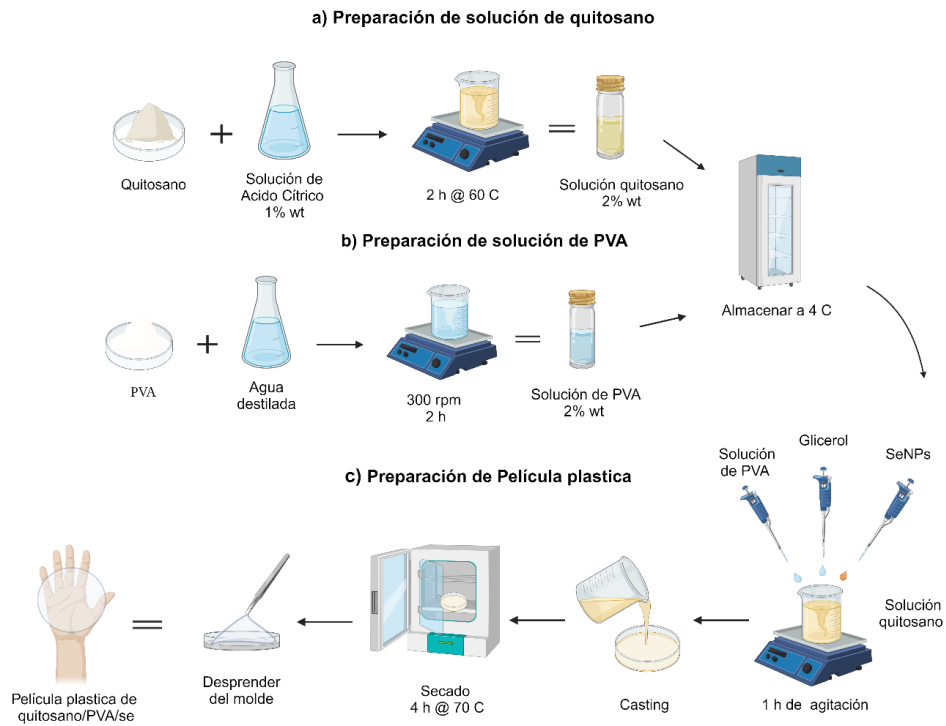 a) Preparación de solución de quitosano
Quitosano
Solución de
Acido Cítrico
1% wt
2 h @ 60 C
Solución quitosano
2% wt
Almacenar a 4 C
b) Preparación de solución de PVA
PVA
Agua
destilada
300 rpm
2 h
Solución de PVA
2% wt
c) Preparación de Película plastica
Solución
de PVA
Glicerol
SeNPs
Solución
quitosano
1 h de agitación
Casting
Secado
4 h @ 70 C
Desprender
del molde
Película plastica de
quitosano/PVA/se